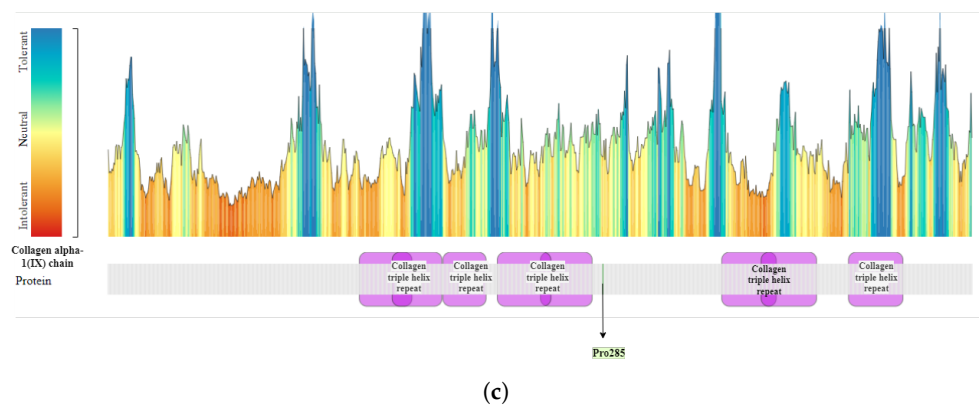 Tolerant
Neutral
Intolerant
Collagen alpha-
1(IX) chain
Protein
Collagen
triple helix
repeat
Collagen
triple helix
repeat
Collagen
triple helix
repeat
Collagen
triple helix
repeat
Collagen
triple helix
repeat
Pro285
(c)